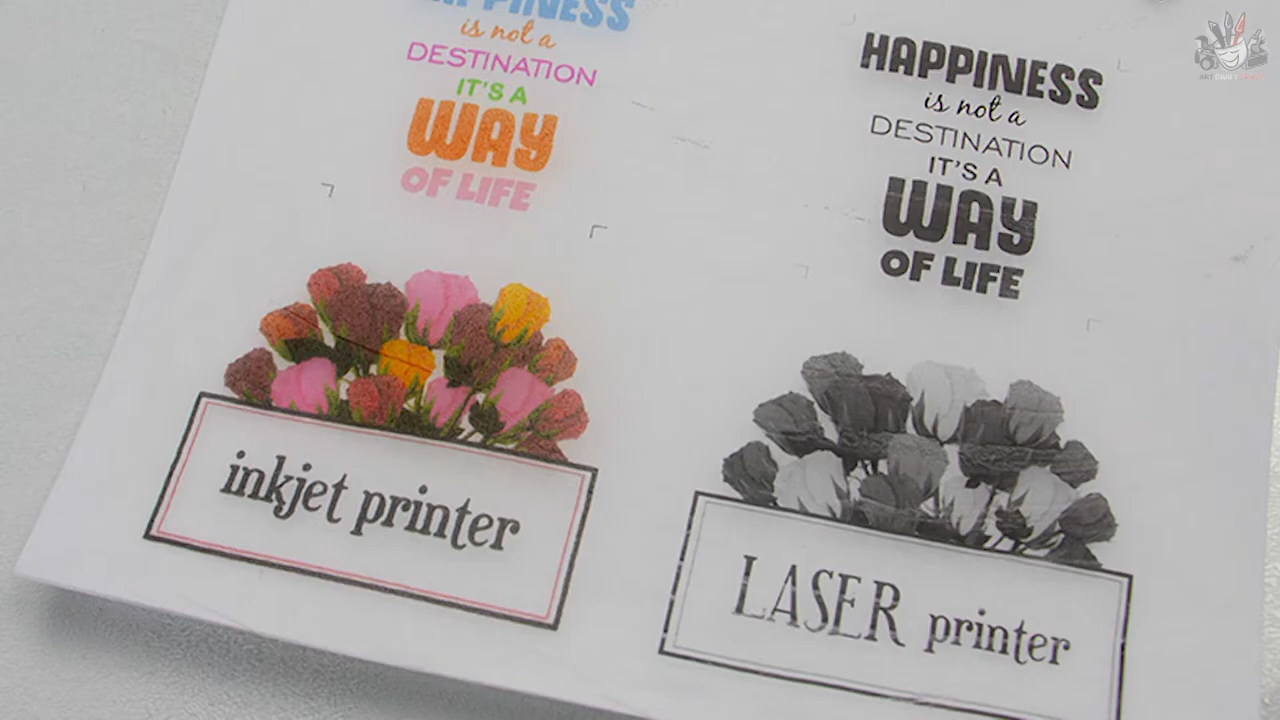 HAPPINESS
is not a
DESTINATION
IT'S A
WAY
OF LIFE
inkjet printer
HAPPINESS
is not a
DESTINATION
IT'S A
WAY
OF LIFE
LASER printer